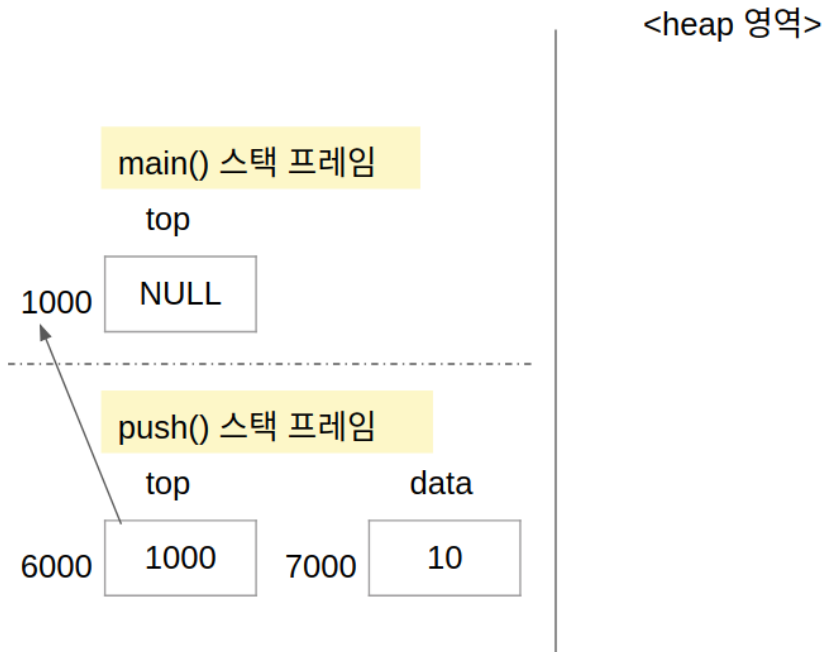 <heap 영역>
main() 스택 프레임
top
1000 NULL
push() 스택 프레임
top data
6000 1000 7000 10